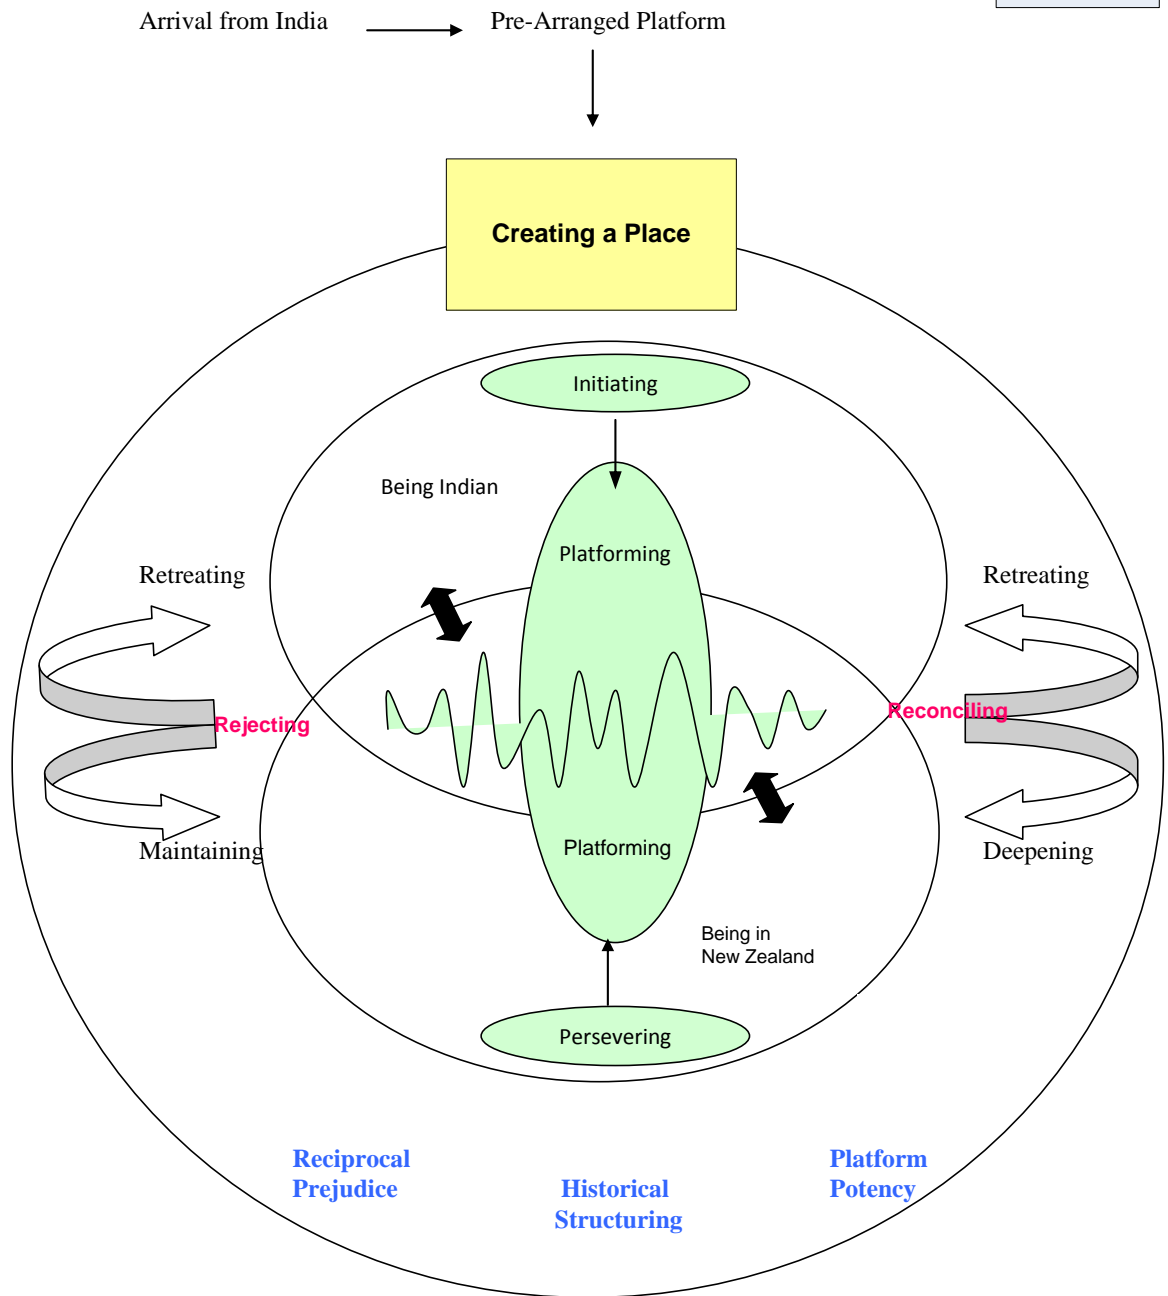 Arrival from India
Pre-Arranged Platform
Creating a Place
Initiating
Being Indian
Platforming
Retreating
Retreating
Rejecting
Reconciling
Maintaining
Platforming
Deepening
Being in
New Zealand
Persevering
Reciprocal
Prejudice
Historical
Structuring
Platform
Potency